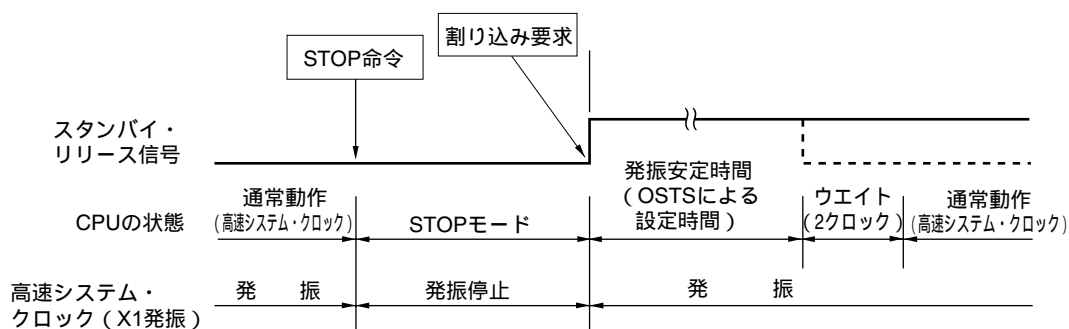 割り込み要求
STOP命令
スタンバイ・
リリース信号
発振安定時間
（OSTSによる
設定時間）
通常動作
（高速システム・クロック）
ウエイト
（2クロック）
通常動作
（高速システム・クロック）
CPUの状態
STOPモード
高速システム・
クロック（X1発振）
発　振
発振停止
発　振